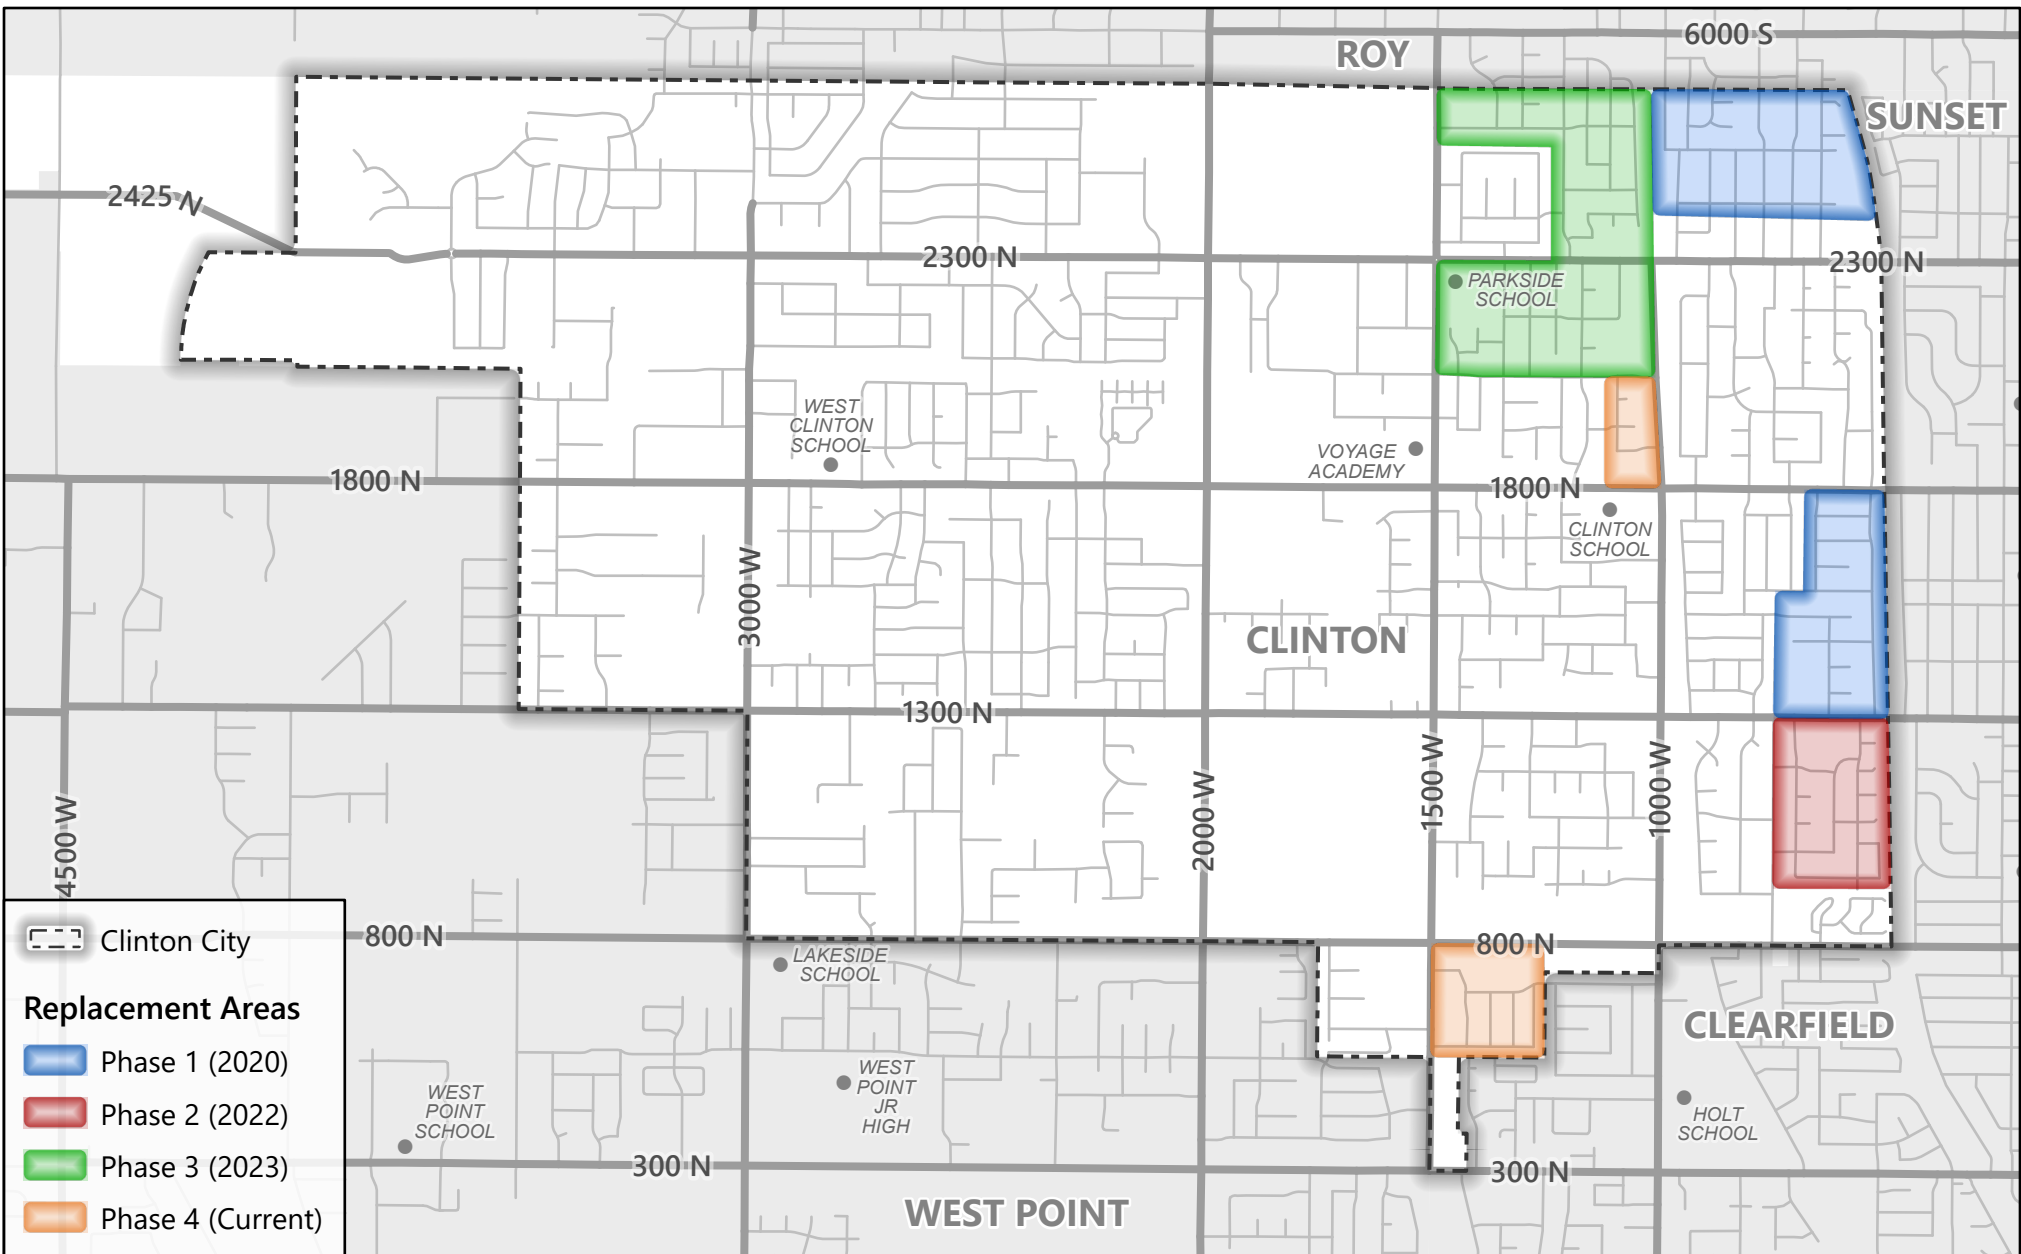 6000 S
ROY
SUNSET
2425 N
2300 N
2300 N
PARKSIDE
SCHOOL
WEST
CLINTON
SCHOOL
VOYAGE
ACADEMY
1800 N
1800 N
CLINTON
SCHOOL
3000 W
CLINTON
1300 N
1500 W
1000 W
2000 W
4500 W
Clinton City
800 N
800 N
LAKESIDE
SCHOOL
Replacement Areas
CLEARFIELD
Phase 1 (2020)
WEST
POINT
JR
HIGH
WEST
POINT
SCHOOL
Phase 2 (2022)
HOLT
SCHOOL
Phase 3 (2023)
300 N
300 N
Phase 4 (Current)
WEST POINT